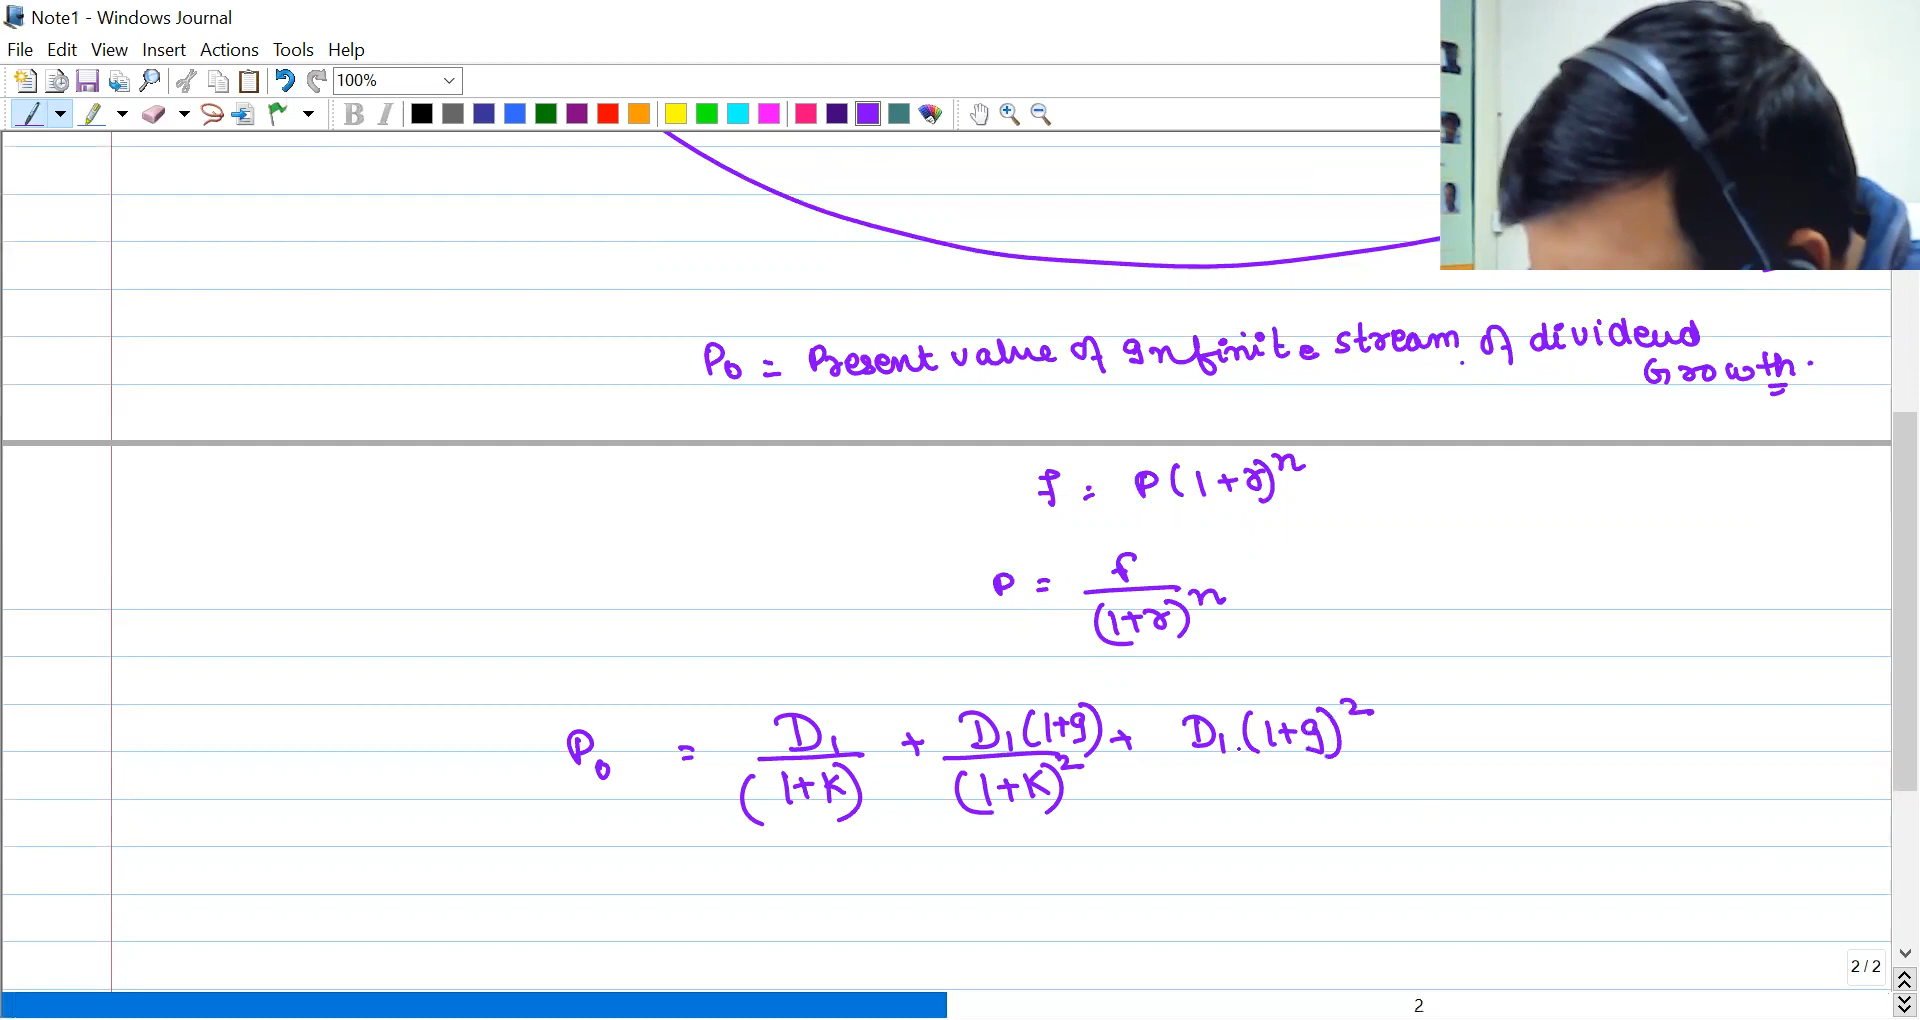 Note1 - Windows Journal
File Edit View Insert Actions Tools Help
100%
B I
P₀ = Present value of Infinite stream of dividend
Growth.
f = P(1+r)ⁿ
P = f/(1+r)ⁿ
P₀ = D₁/(1+K) + D₁(1+g)/(1+K)² + D₁.(1+g)²
2 / 2
2